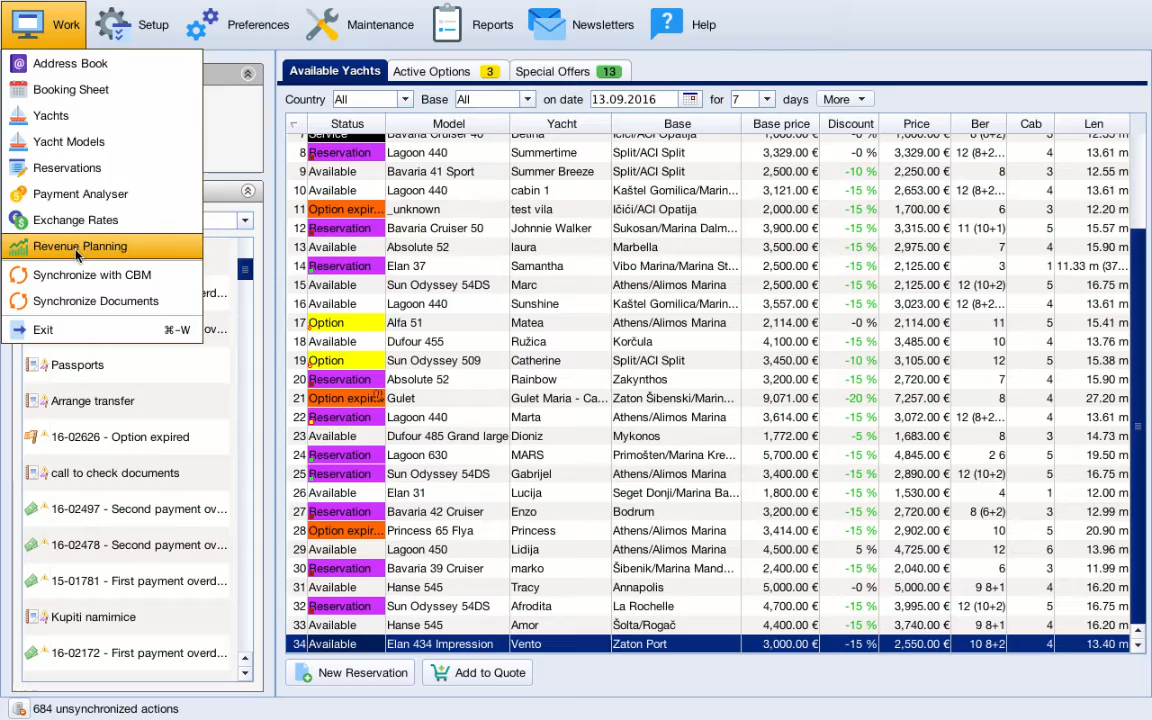 Work Setup Preferences Maintenance Reports Newsletters ? Help
Address Book
Booking Sheet
Yachts
Yacht Models
Reservations
Payment Analyser
Exchange Rates
Revenue Planning
Synchronize with CBM
Synchronize Documents
Exit ⌘-W
erd...
ov...
Passports
Arrange transfer
16-02626 - Option expired
call to check documents
16-02497 - Second payment ov...
16-02478 - Second payment ov...
15-01781 - First payment overd...
Kupiti namirnice
16-02172 - First payment overd...
Available Yachts Active Options 3 Special Offers 13
Country All Base All on date 13.09.2016 for 7 days More
Status Model Yacht Base Base price Discount Price Ber Cab Len
8 Reservation Lagoon 440 Summertime Split/ACI Split 3,329.00 € -0 % 3,329.00 € 12 (8+2... 4 13.61 m
9 Available Bavaria 41 Sport Summer Breeze Split/ACI Split 2,500.00 € -10 % 2,250.00 € 8 3 12.55 m
10 Available Lagoon 440 cabin 1 Kaštel Gomilica/Marin... 3,121.00 € -15 % 2,653.00 € 12 (8+2... 4 13.61 m
11 Option expir... _unknown test vila Ičići/ACI Opatija 2,000.00 € -15 % 1,700.00 € 6 3 12.20 m
12 Reservation Bavaria Cruiser 50 Johnnie Walker Sukosan/Marina Dalm... 3,900.00 € -15 % 3,315.00 € 11 (10+1) 5 15.57 m
13 Available Absolute 52 laura Marbella 3,500.00 € -15 % 2,975.00 € 7 4 15.90 m
14 Reservation Elan 37 Samantha Vibo Marina/Marina St... 2,500.00 € -15 % 2,125.00 € 3 1 11.33 m (37...
15 Available Sun Odyssey 54DS Marc Athens/Alimos Marina 2,500.00 € -15 % 2,125.00 € 12 (10+2) 5 16.75 m
16 Available Lagoon 440 Sunshine Kaštel Gomilica/Marin... 3,557.00 € -15 % 3,023.00 € 12 (8+2... 4 13.61 m
17 Option Alfa 51 Matea Athens/Alimos Marina 2,114.00 € -0 % 2,114.00 € 11 5 15.41 m
18 Available Dufour 455 Ružica Korčula 4,100.00 € -15 % 3,485.00 € 10 4 13.76 m
19 Option Sun Odyssey 509 Catherine Split/ACI Split 3,450.00 € -10 % 3,105.00 € 12 5 15.38 m
20 Reservation Absolute 52 Rainbow Zakynthos 3,200.00 € -15 % 2,720.00 € 7 4 15.90 m
21 Option expir... Gulet Gulet Maria - Ca... Zaton Šibenski/Marin... 9,071.00 € -20 % 7,257.00 € 8 4 27.20 m
22 Reservation Lagoon 440 Marta Athens/Alimos Marina 3,614.00 € -15 % 3,072.00 € 12 (8+2... 4 13.61 m
23 Available Dufour 485 Grand large Dioniz Mykonos 1,772.00 € -5 % 1,683.00 € 8 3 14.73 m
24 Reservation Lagoon 630 MARS Primošten/Marina Kre... 5,700.00 € -15 % 4,845.00 € 2 6 5 19.50 m
25 Reservation Sun Odyssey 54DS Gabrijel Athens/Alimos Marina 3,400.00 € -15 % 2,890.00 € 12 (10+2) 5 16.75 m
26 Available Elan 31 Lucija Seget Donji/Marina Ba... 1,800.00 € -15 % 1,530.00 € 4 1 12.00 m
27 Reservation Bavaria 42 Cruiser Enzo Bodrum 3,200.00 € -15 % 2,720.00 € 8 (6+2) 3 12.99 m
28 Option expir... Princess 65 Flya Princess Athens/Alimos Marina 3,414.00 € -15 % 2,902.00 € 10 5 20.90 m
29 Available Lagoon 450 Lidija Athens/Alimos Marina 4,500.00 € 5 % 4,725.00 € 12 6 13.96 m
30 Reservation Bavaria 39 Cruiser marko Šibenik/Marina Mand... 2,400.00 € -15 % 2,040.00 € 6 3 11.99 m
31 Available Hanse 545 Tracy Annapolis 5,000.00 € -0 % 5,000.00 € 9 8+1 4 16.20 m
32 Reservation Sun Odyssey 54DS Afrodita La Rochelle 4,700.00 € -15 % 3,995.00 € 12 (10+2) 5 16.75 m
33 Available Hanse 545 Amor Šolta/Rogač 4,400.00 € -15 % 3,740.00 € 9 8+1 4 16.20 m
34 Available Elan 434 Impression Vento Zaton Port 3,000.00 € -15 % 2,550.00 € 10 8+2 4 13.40 m
New Reservation Add to Quote
684 unsynchronized actions